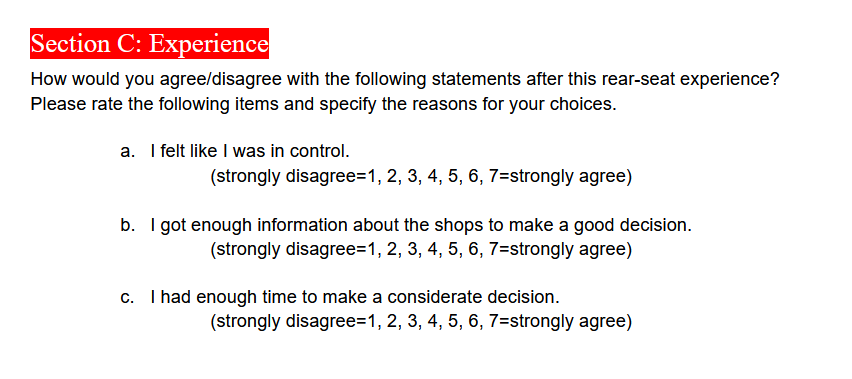 Section C: Experience
How would you agree/disagree with the following statements after this rear-seat experience?
Please rate the following items and specify the reasons for your choices.
a. I felt like I was in control.
(strongly disagree=1, 2, 3, 4, 5, 6, 7=strongly agree)
b. I got enough information about the shops to make a good decision.
(strongly disagree=1, 2, 3, 4, 5, 6, 7=strongly agree)
c. I had enough time to make a considerate decision.
(strongly disagree=1, 2, 3, 4, 5, 6, 7=strongly agree)